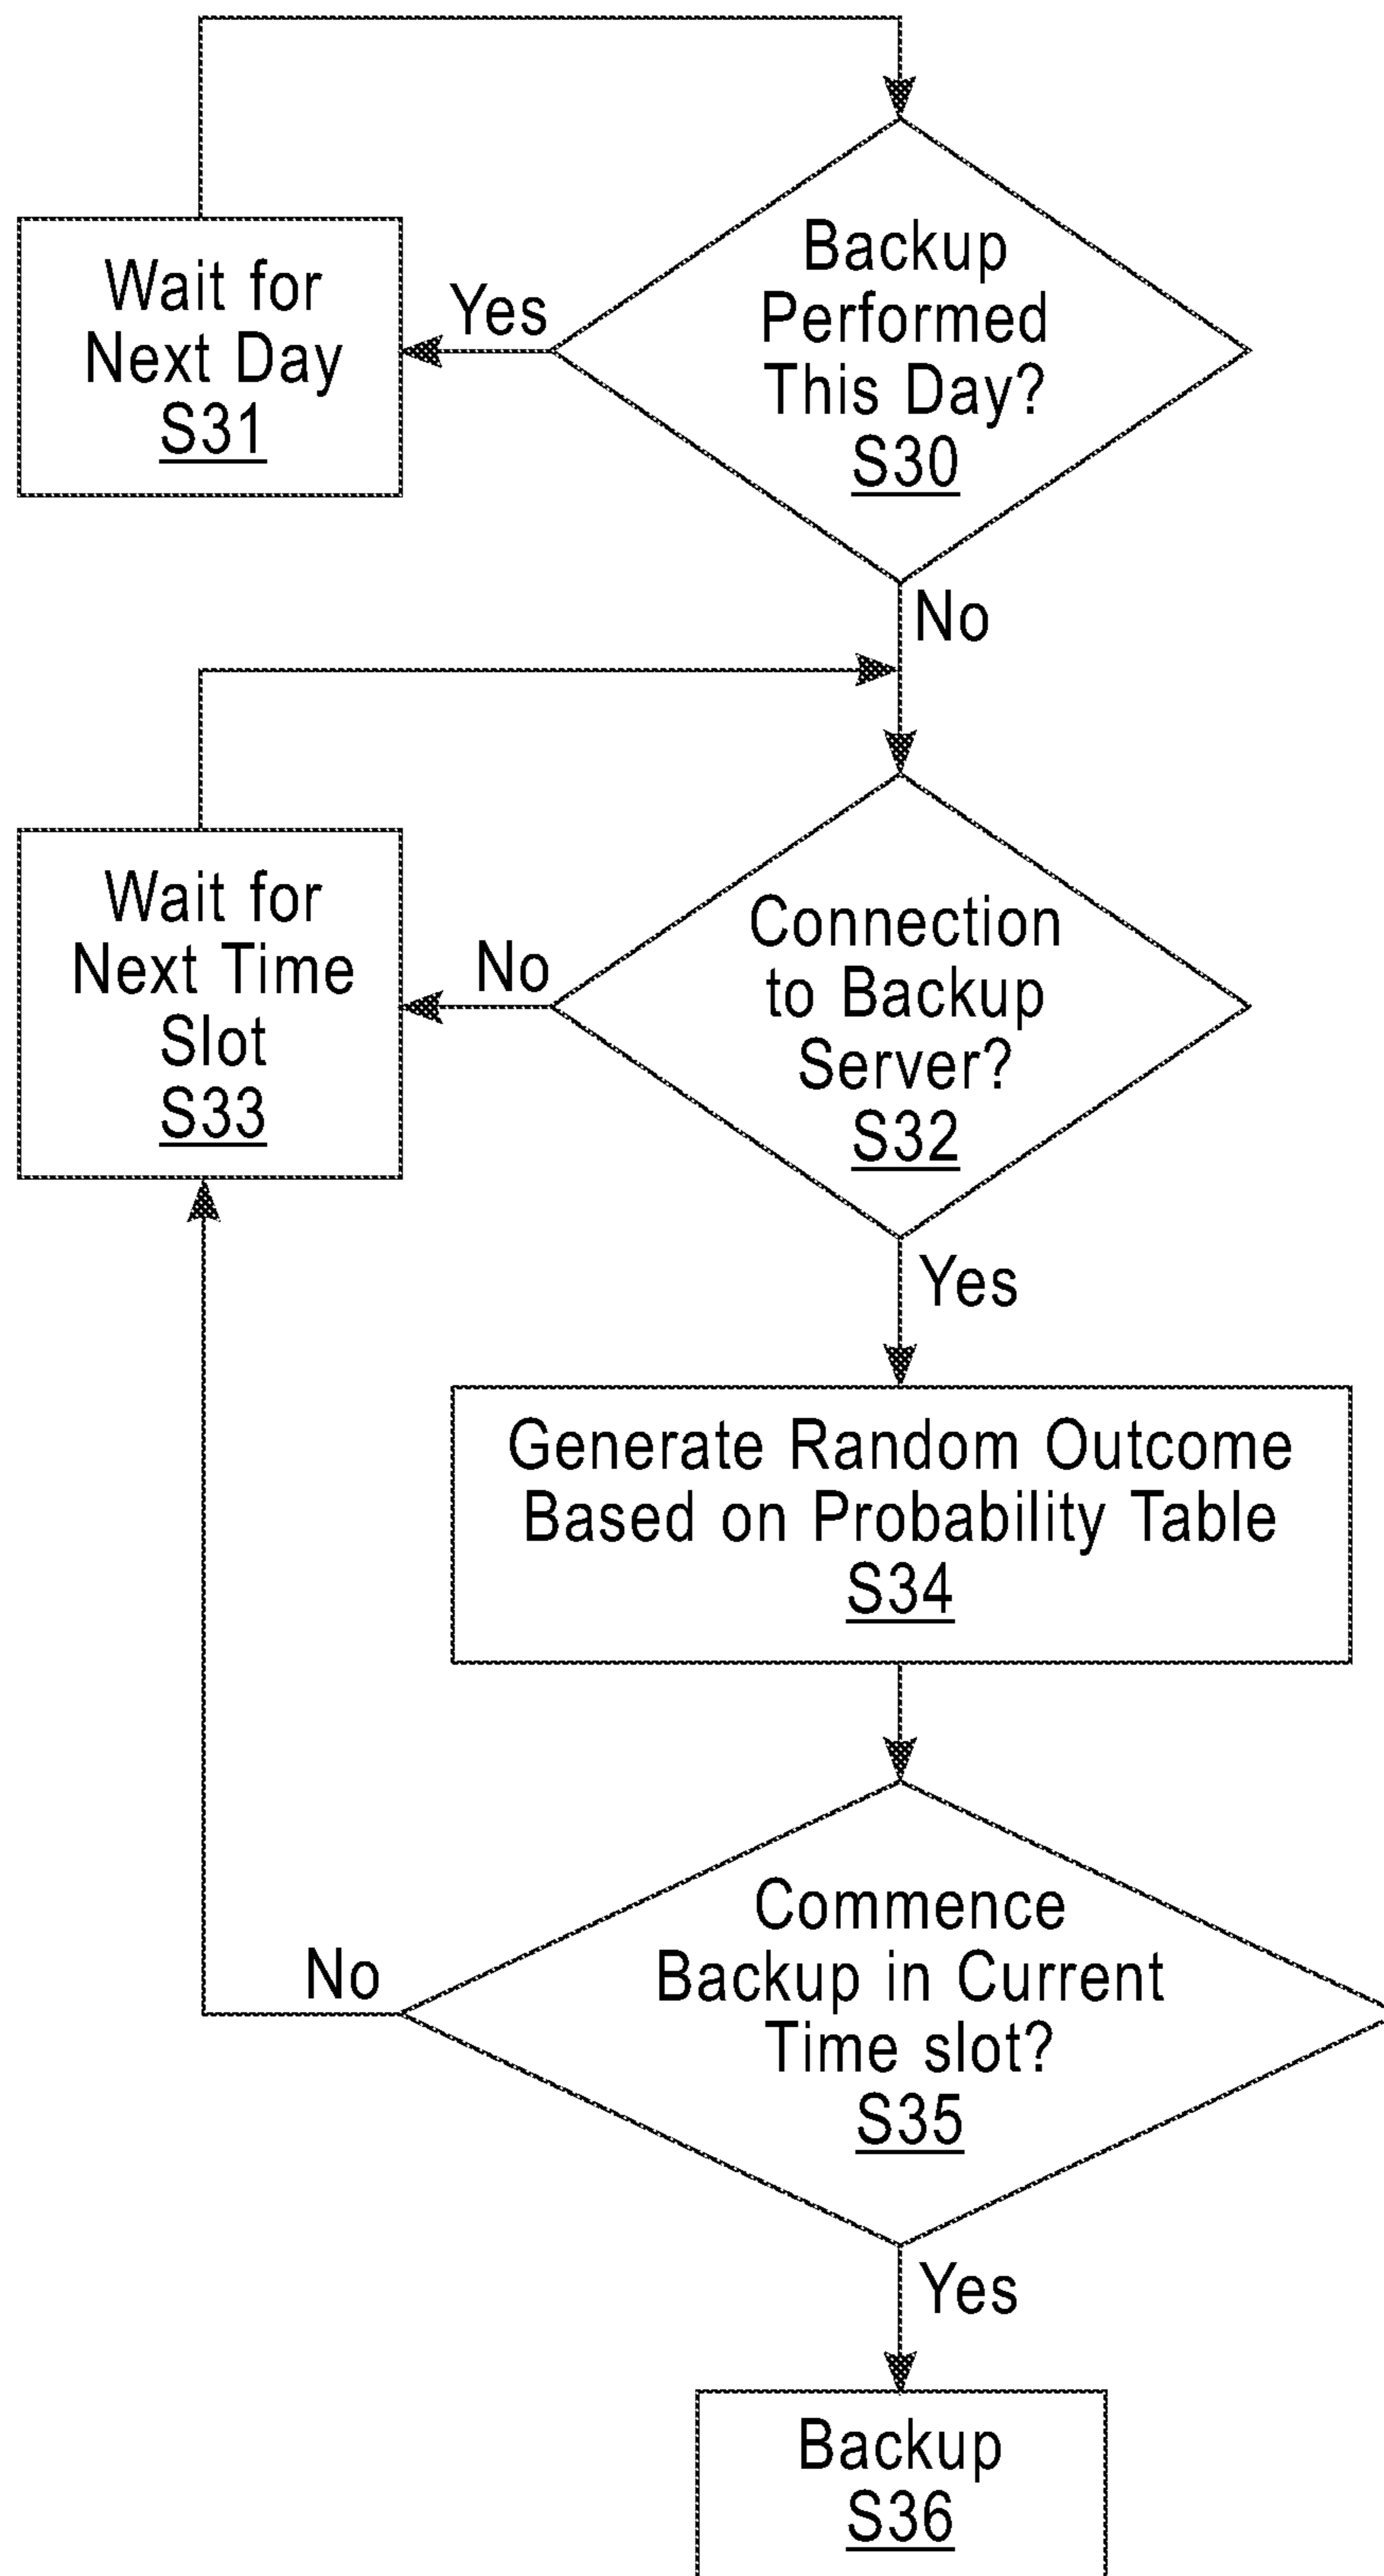 Backup
Performed
This Day?
S30
Yes
Wait for
Next Day
S31
No
Connection
to Backup
Server?
S32
No
Wait for
Next Time
Slot
S33
Yes
Generate Random Outcome
Based on Probability Table
S34
Commence
Backup in Current
Time slot?
S35
No
Yes
Backup
S36